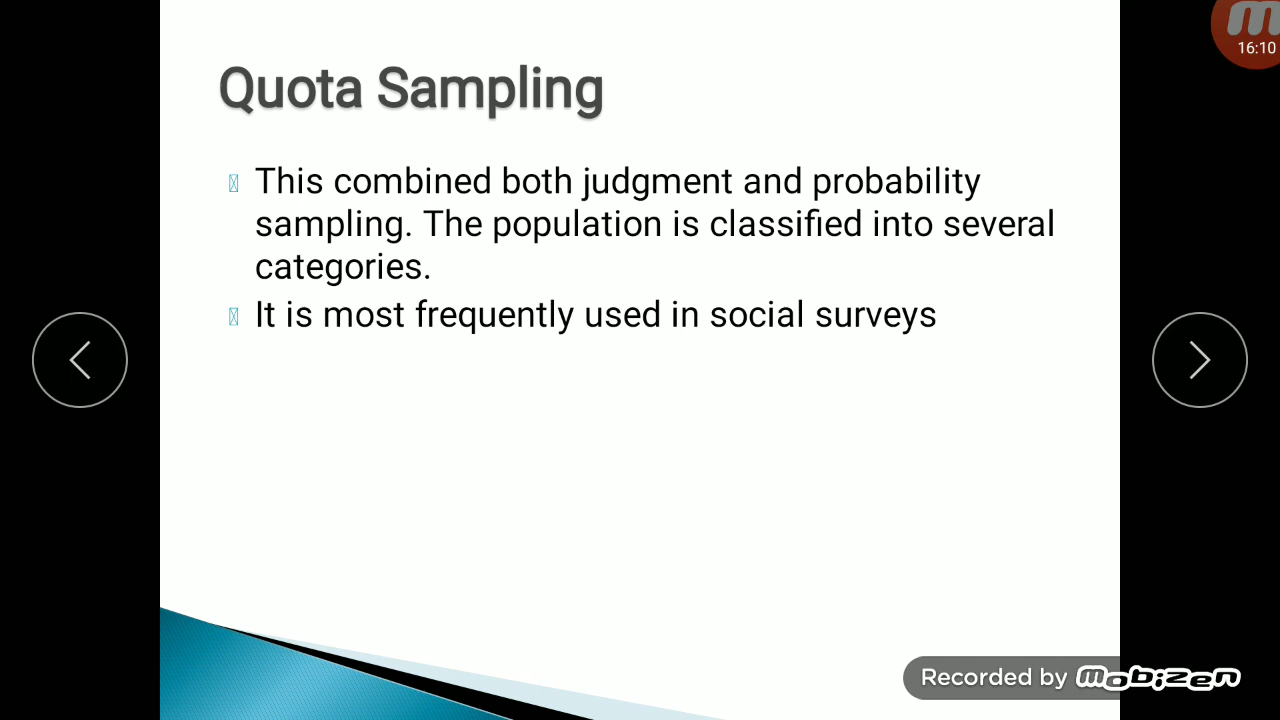 16:10
Quota Sampling
This combined both judgment and probability
sampling. The population is classified into several
categories.
It is most frequently used in social surveys
Recorded by mobizen